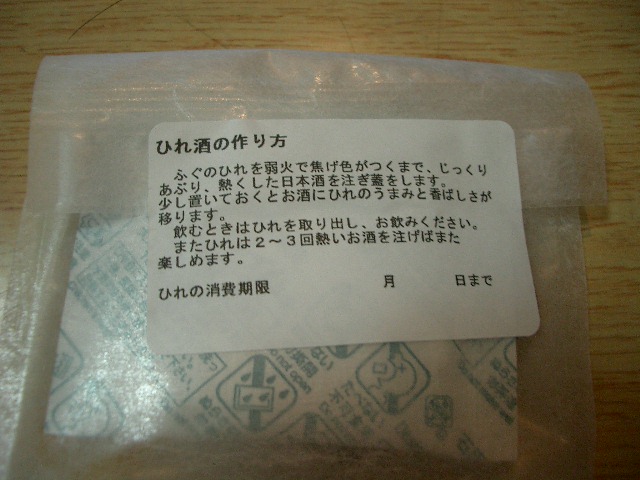 ひれ酒の作り方
ふぐのひれを弱火で焦げ色がつくまで、じっくり
あぶり、熱くした日本酒を注ぎ蓋をします。
少し置いておくとお酒にひれのうまみと香ばしさが
移ります。
飲むときはひれを取り出し、お飲みください。
またひれは2〜3回熱いお酒を注げばまた
楽しめます。
ひれの消費期限 月 日まで
Do not open